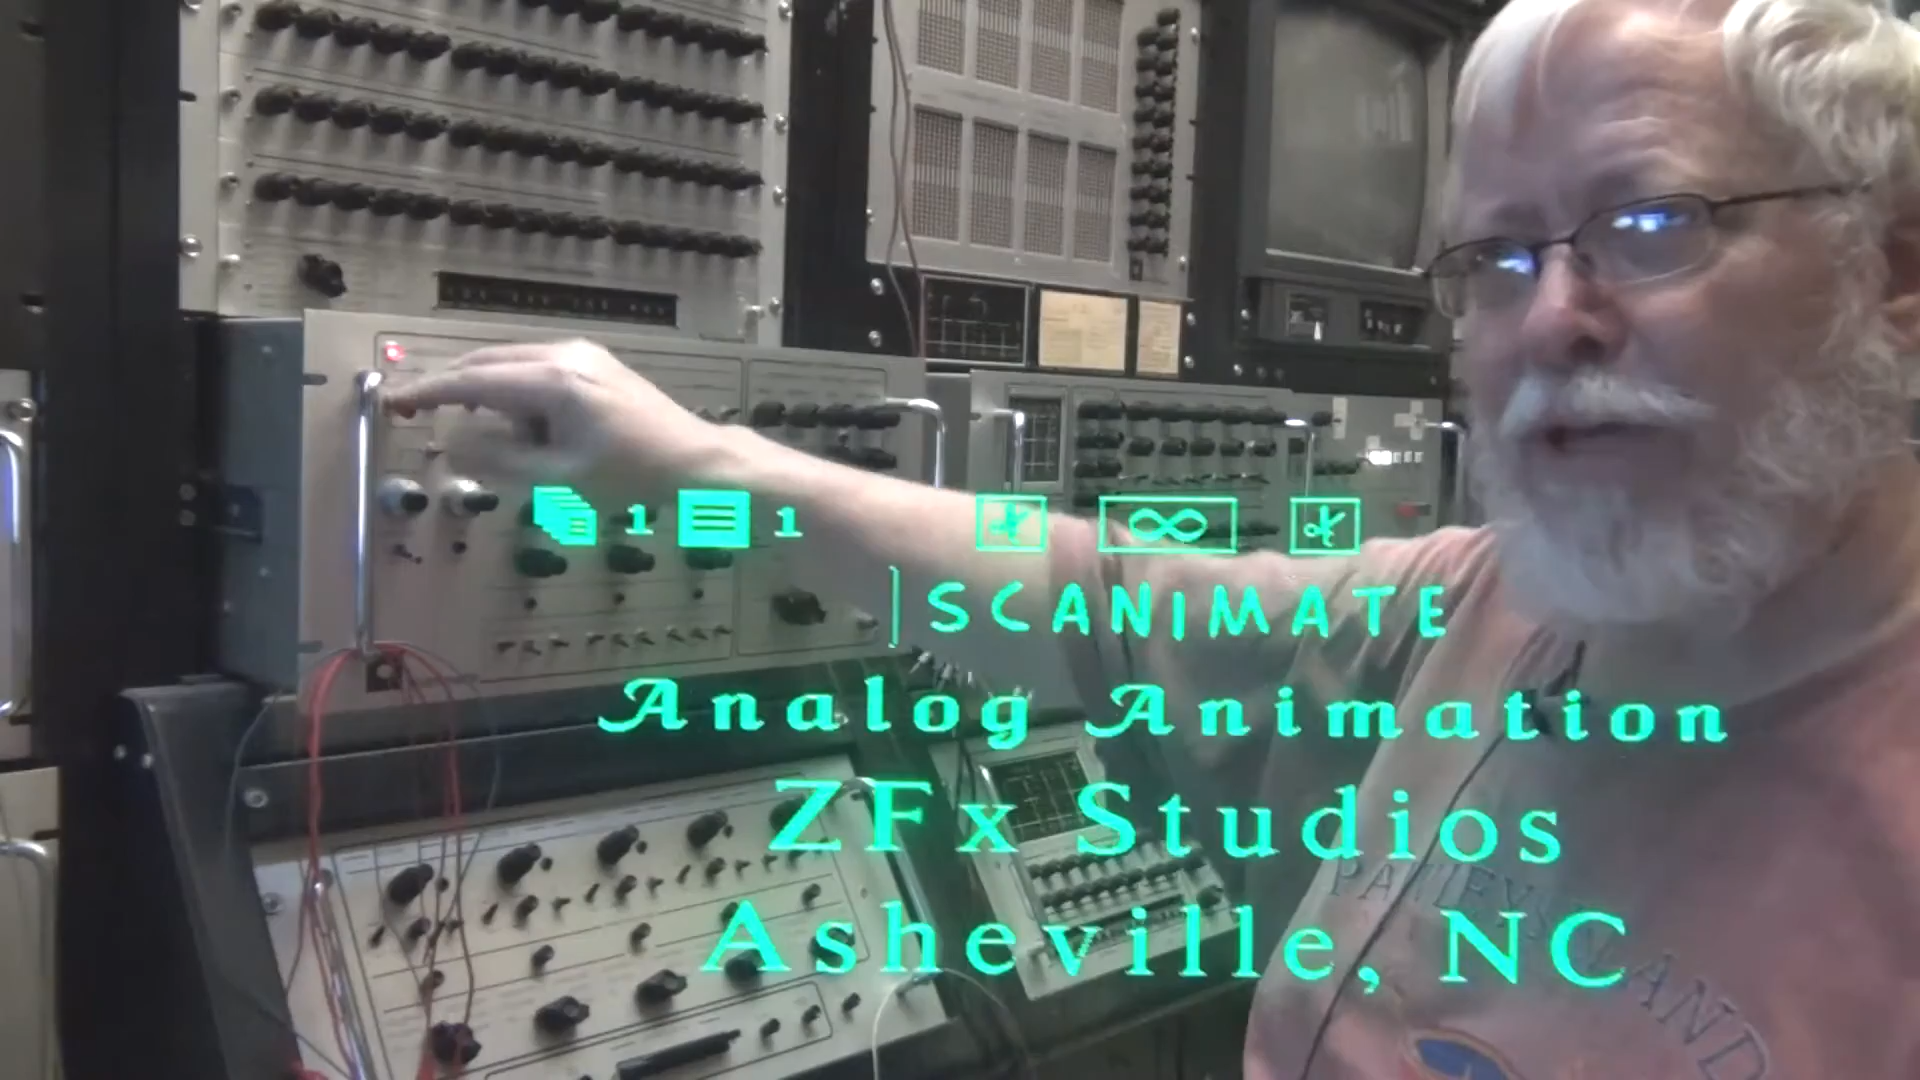 1 1
SCANIMATE
Analog Animation
ZFx Studios
Asheville, NC